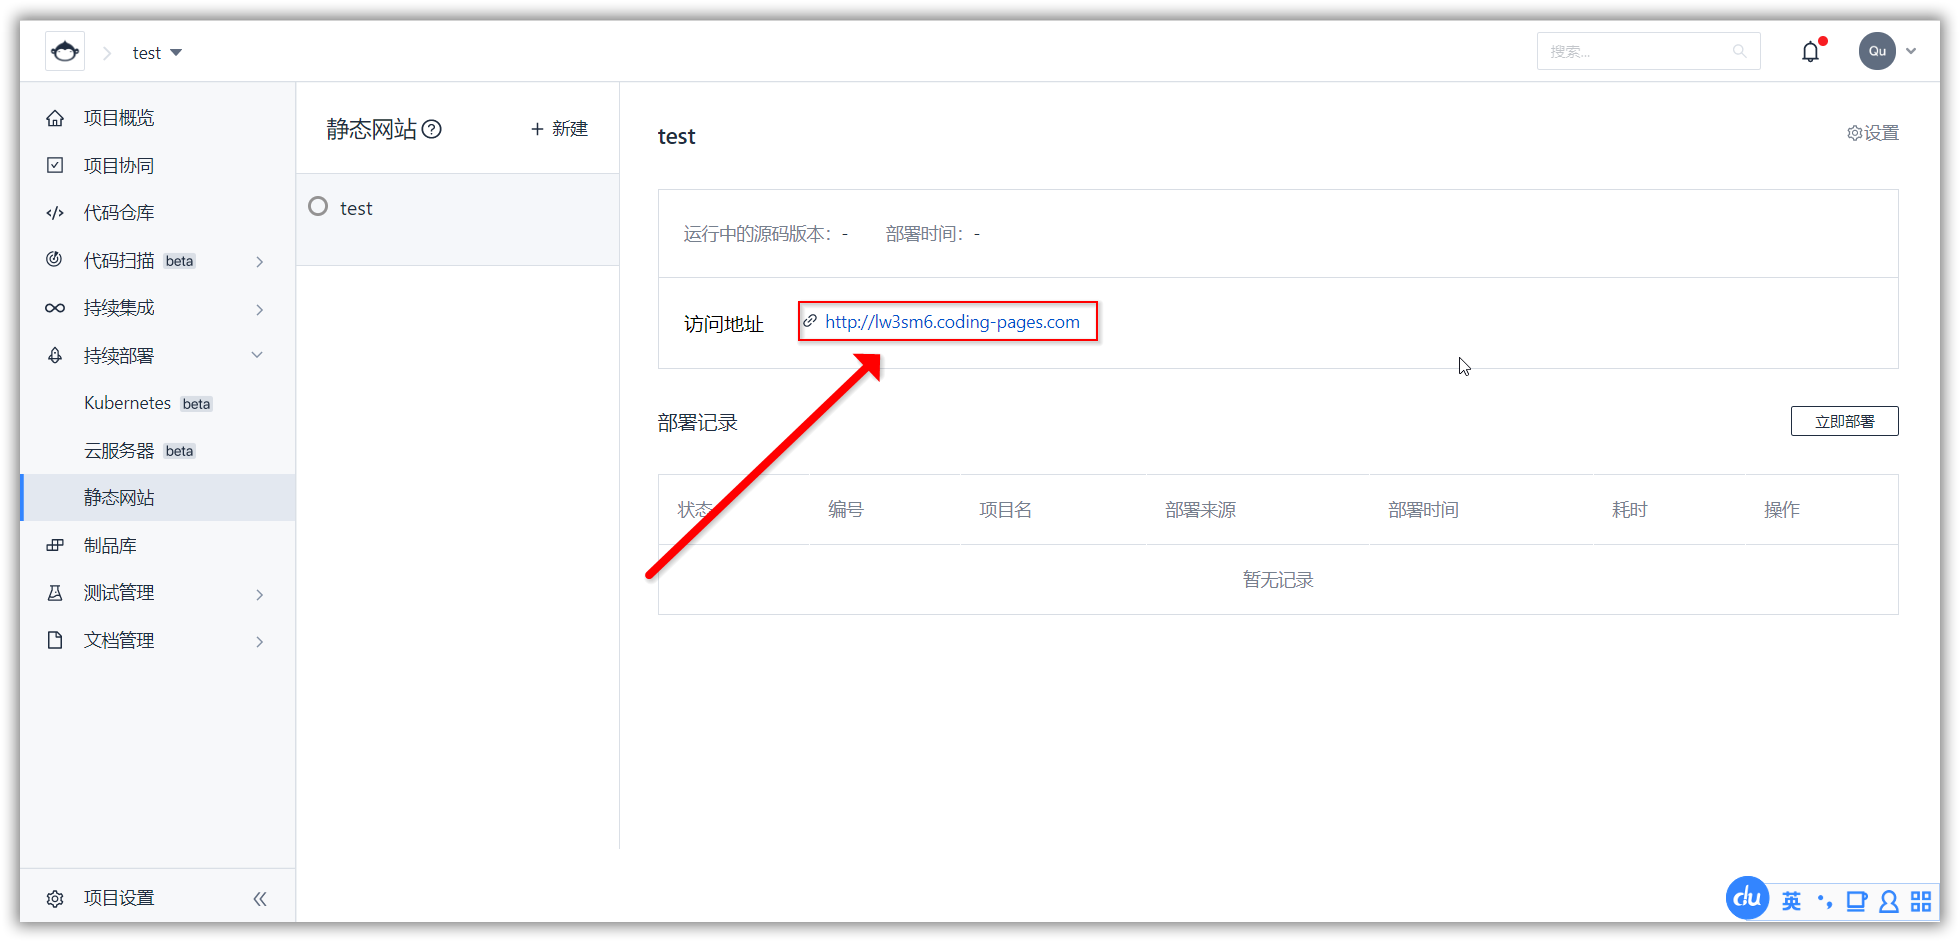 test
搜索...
Qu
项目概览
项目协同
代码仓库
代码扫描 beta
持续集成
持续部署
Kubernetes beta
云服务器 beta
静态网站
制品库
测试管理
文档管理
项目设置
静态网站 ? + 新建
test
test
设置
运行中的源码版本： - 部署时间： -
访问地址 http://lw3sm6.coding-pages.com
部署记录
立即部署
状态 编号 项目名 部署来源 部署时间 耗时 操作
暂无记录
du 英